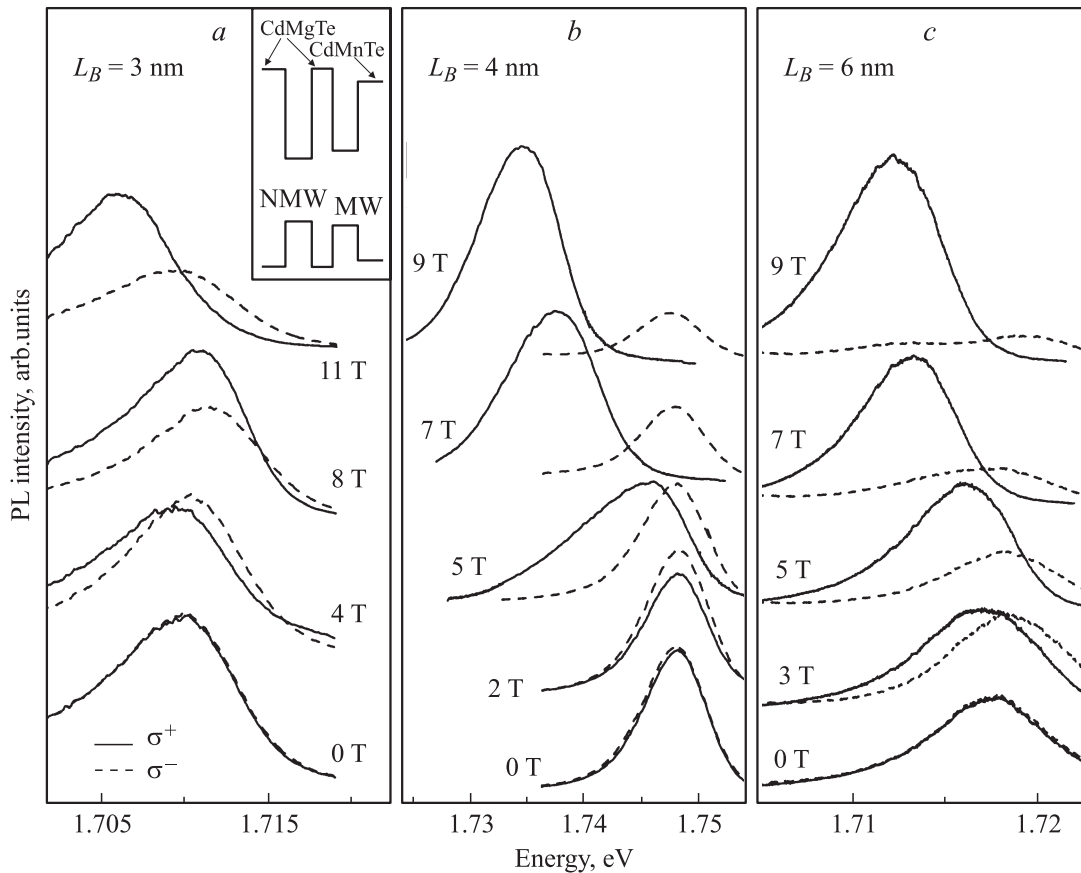 a
L_B = 3 nm
CdMgTe
CdMnTe
NMW
MW
11 T
8 T
4 T
0 T
σ+
σ−
1.705
1.715
b
L_B = 4 nm
9 T
7 T
5 T
2 T
0 T
1.73
1.74
1.75
c
L_B = 6 nm
9 T
7 T
5 T
3 T
0 T
1.71
1.72
PL intensity, arb.units
Energy, eV